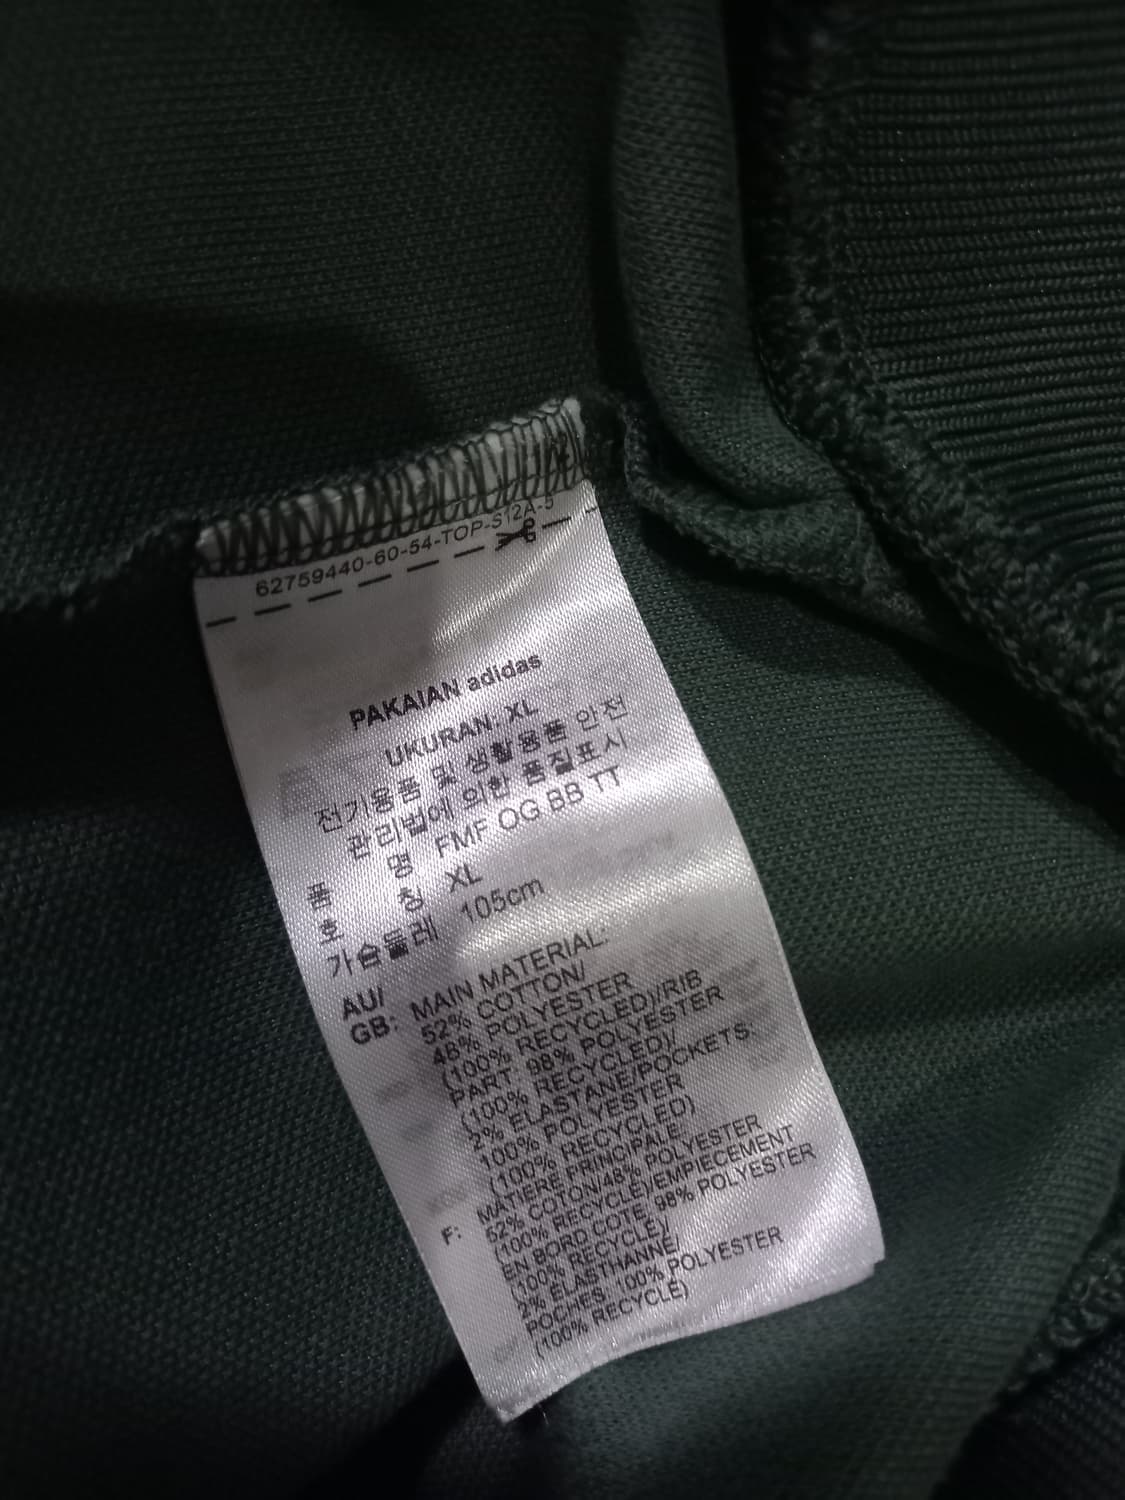 62759440-60-54-TOP-S12A-5
PAKAIAN adidas
UKURAN: XL
전기용품 및 생활용품 안전
관리법에 의한 품질표시
품 명 FMF OG BB TT
호 칭 XL
가슴둘레 105cm
AU/
GB: MAIN MATERIAL:
52% COTTON/
48% POLYESTER
(100% RECYCLED)/RIB
PART: 98% POLYESTER
(100% RECYCLED)/
2% ELASTANE/POCKETS:
100% POLYESTER
(100% RECYCLED)
F: MATIERE PRINCIPALE:
52% COTON/48% POLYESTER
(100% RECYCLE)/EMPIECEMENT
EN BORD COTE: 98% POLYESTER
(100% RECYCLE)/
2% ELASTHANNE/
POCHES: 100% POLYESTER
(100% RECYCLE)